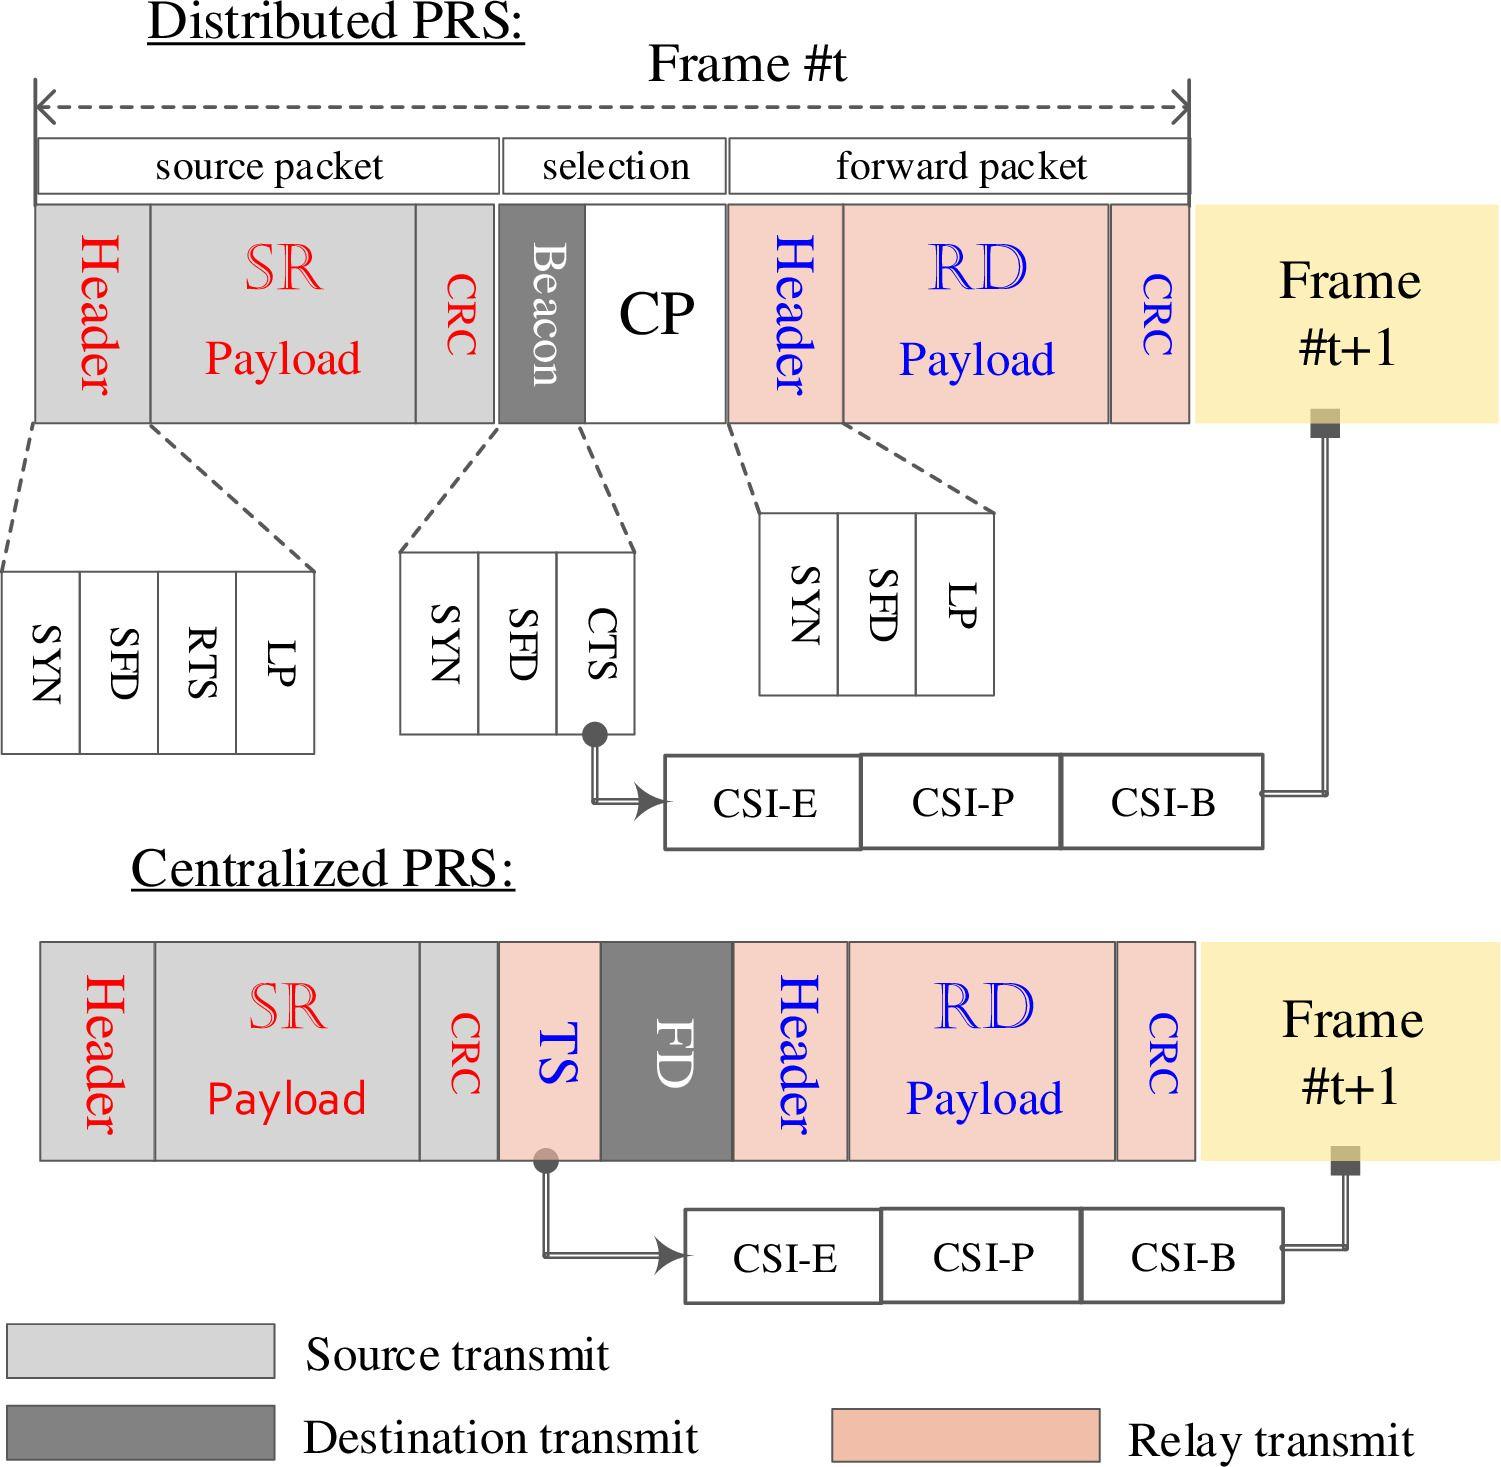 Distributed PRS:
Frame #t
source packet
selection
forward packet
Header
SR
Payload
CRC
Beacon
CP
Header
RD
Payload
CRC
Frame
#t+1
SYN
SFD
RTS
LP
SYN
SFD
CTS
SYN
SFD
LP
CSI-E
CSI-P
CSI-B
Centralized PRS:
Header
SR
Payload
CRC
TS
FD
Header
RD
Payload
CRC
Frame
#t+1
CSI-E
CSI-P
CSI-B
Source transmit
Destination transmit
Relay transmit